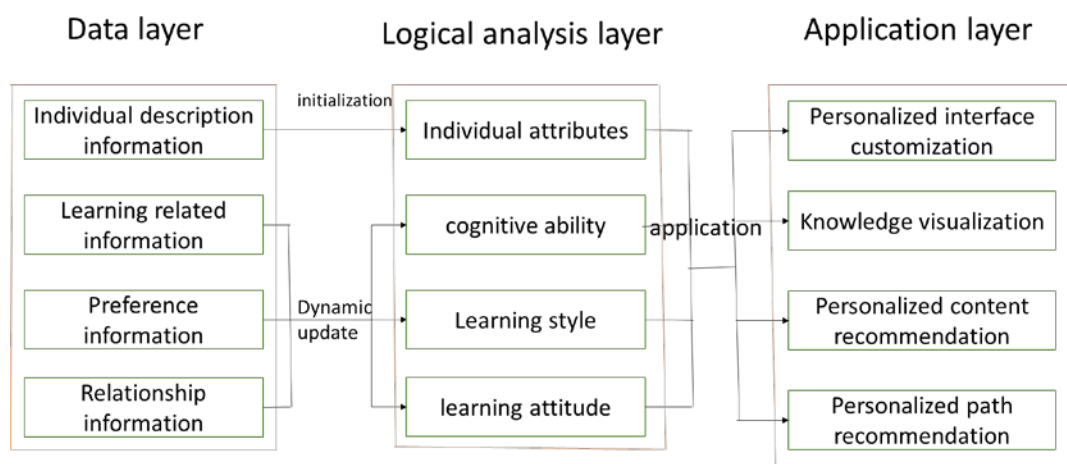 Data layer
Logical analysis layer
Application layer
Individual description
information
Learning related
information
Preference
information
Relationship
information
initialization
Dynamic
update
Individual attributes
cognitive ability
Learning style
learning attitude
application
Personalized interface
customization
Knowledge visualization
Personalized content
recommendation
Personalized path
recommendation